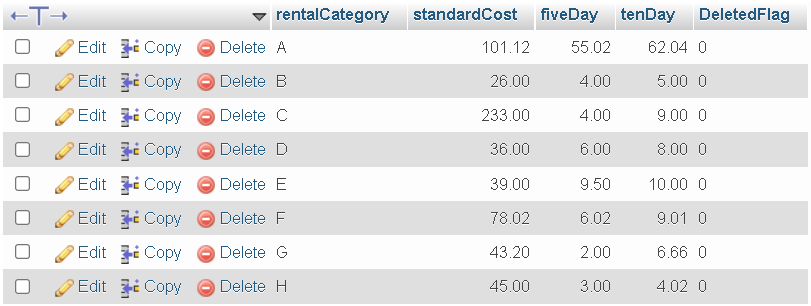 ←T→ rentalCategory standardCost fiveDay tenDay DeletedFlag
Edit Copy Delete A 101.12 55.02 62.04 0
Edit Copy Delete B 26.00 4.00 5.00 0
Edit Copy Delete C 233.00 4.00 9.00 0
Edit Copy Delete D 36.00 6.00 8.00 0
Edit Copy Delete E 39.00 9.50 10.00 0
Edit Copy Delete F 78.02 6.02 9.01 0
Edit Copy Delete G 43.20 2.00 6.66 0
Edit Copy Delete H 45.00 3.00 4.02 0